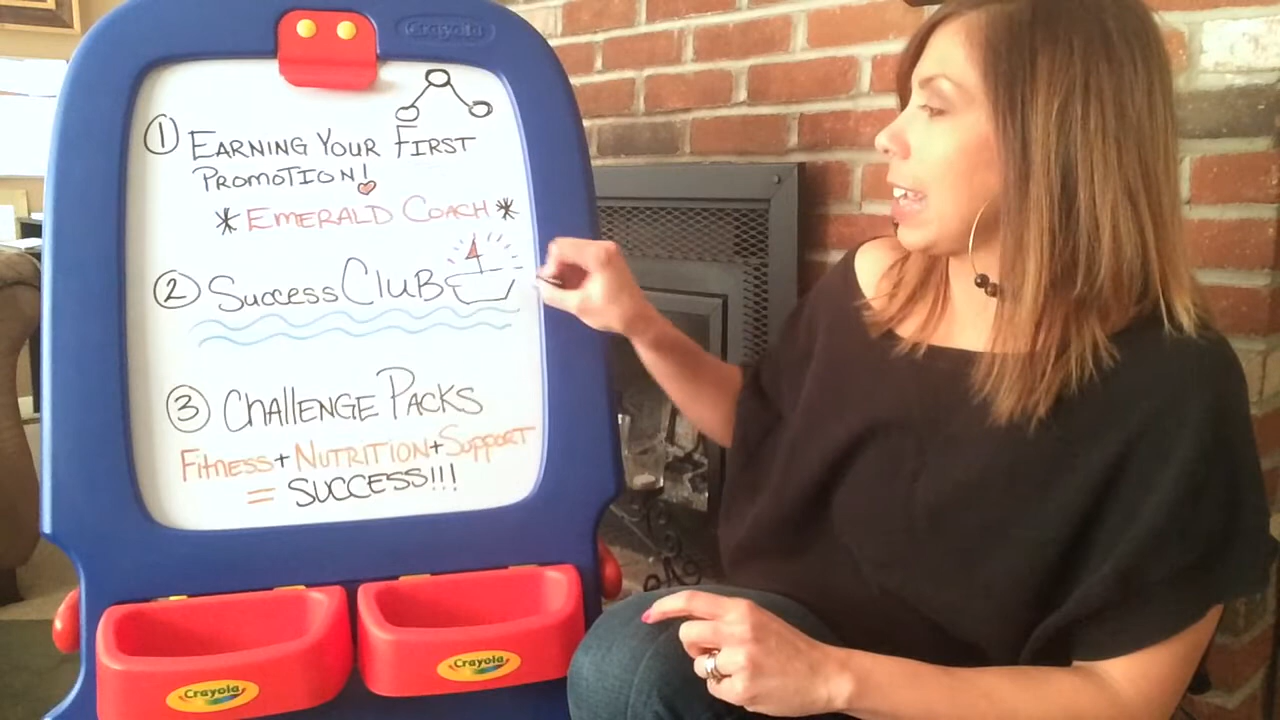 Crayola
① EARNING YOUR FIRST
PROMOTION!
* EMERALD COACH *
② SUCCESS CLUB
③ CHALLENGE PACKS
FITNESS + NUTRITION + SUPPORT
= SUCCESS!!!
Crayola
Crayola